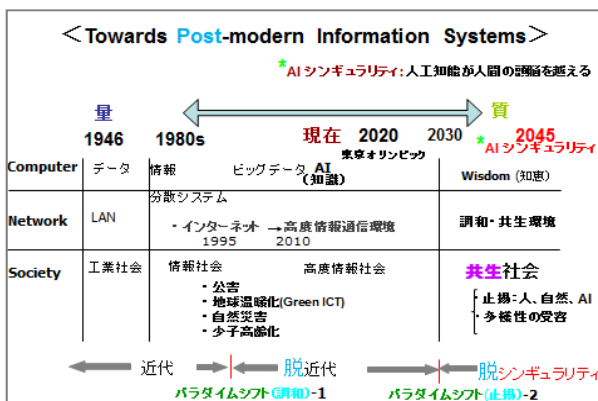 <Towards Post-modern Information Systems>
*AI シンギュラリティ: 人工知能が人間の頭脳を越える
量 質
1946 1980s 現在 2020 2030 2045
東京オリンピック *AI シンギュラリティ
Computer データ 情報 ビッグデータ AI Wisdom (知恵)
(知識)
分散システム
Network LAN ・インターネット →高度情報通信環境 調和・共生環境
1995 2010
Society 工業社会 情報社会 高度情報社会 共生社会
・公害 止揚:人、自然、AI
・地球温暖化(Green ICT) 多様性の受容
・自然災害
・少子高齢化
近代 脱近代 脱シンギュラリティ
パラダイムシフト(調和)-1 パラダイムシフト(止揚)-2